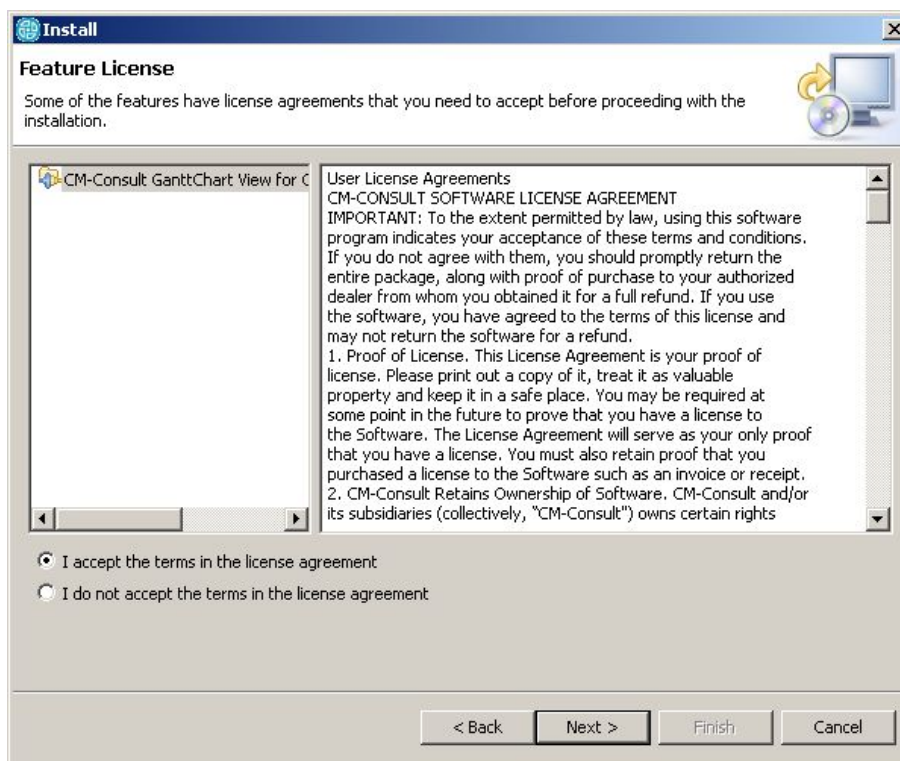 Install
Feature License
Some of the features have license agreements that you need to accept before proceeding with the
installation.
CM-Consult GanttChart View for C
User License Agreements
CM-CONSULT SOFTWARE LICENSE AGREEMENT
IMPORTANT: To the extent permitted by law, using this software
program indicates your acceptance of these terms and conditions.
If you do not agree with them, you should promptly return the
entire package, along with proof of purchase to your authorized
dealer from whom you obtained it for a full refund. If you use
the software, you have agreed to the terms of this license and
may not return the software for a refund.
1. Proof of License. This License Agreement is your proof of
license. Please print out a copy of it, treat it as valuable
property and keep it in a safe place. You may be required at
some point in the future to prove that you have a license to
the Software. The License Agreement will serve as your only proof
that you have a license. You must also retain proof that you
purchased a license to the Software such as an invoice or receipt.
2. CM-Consult Retains Ownership of Software. CM-Consult and/or
its subsidiaries (collectively, “CM-Consult") owns certain rights
I accept the terms in the license agreement
I do not accept the terms in the license agreement
< Back
Next >
Finish
Cancel